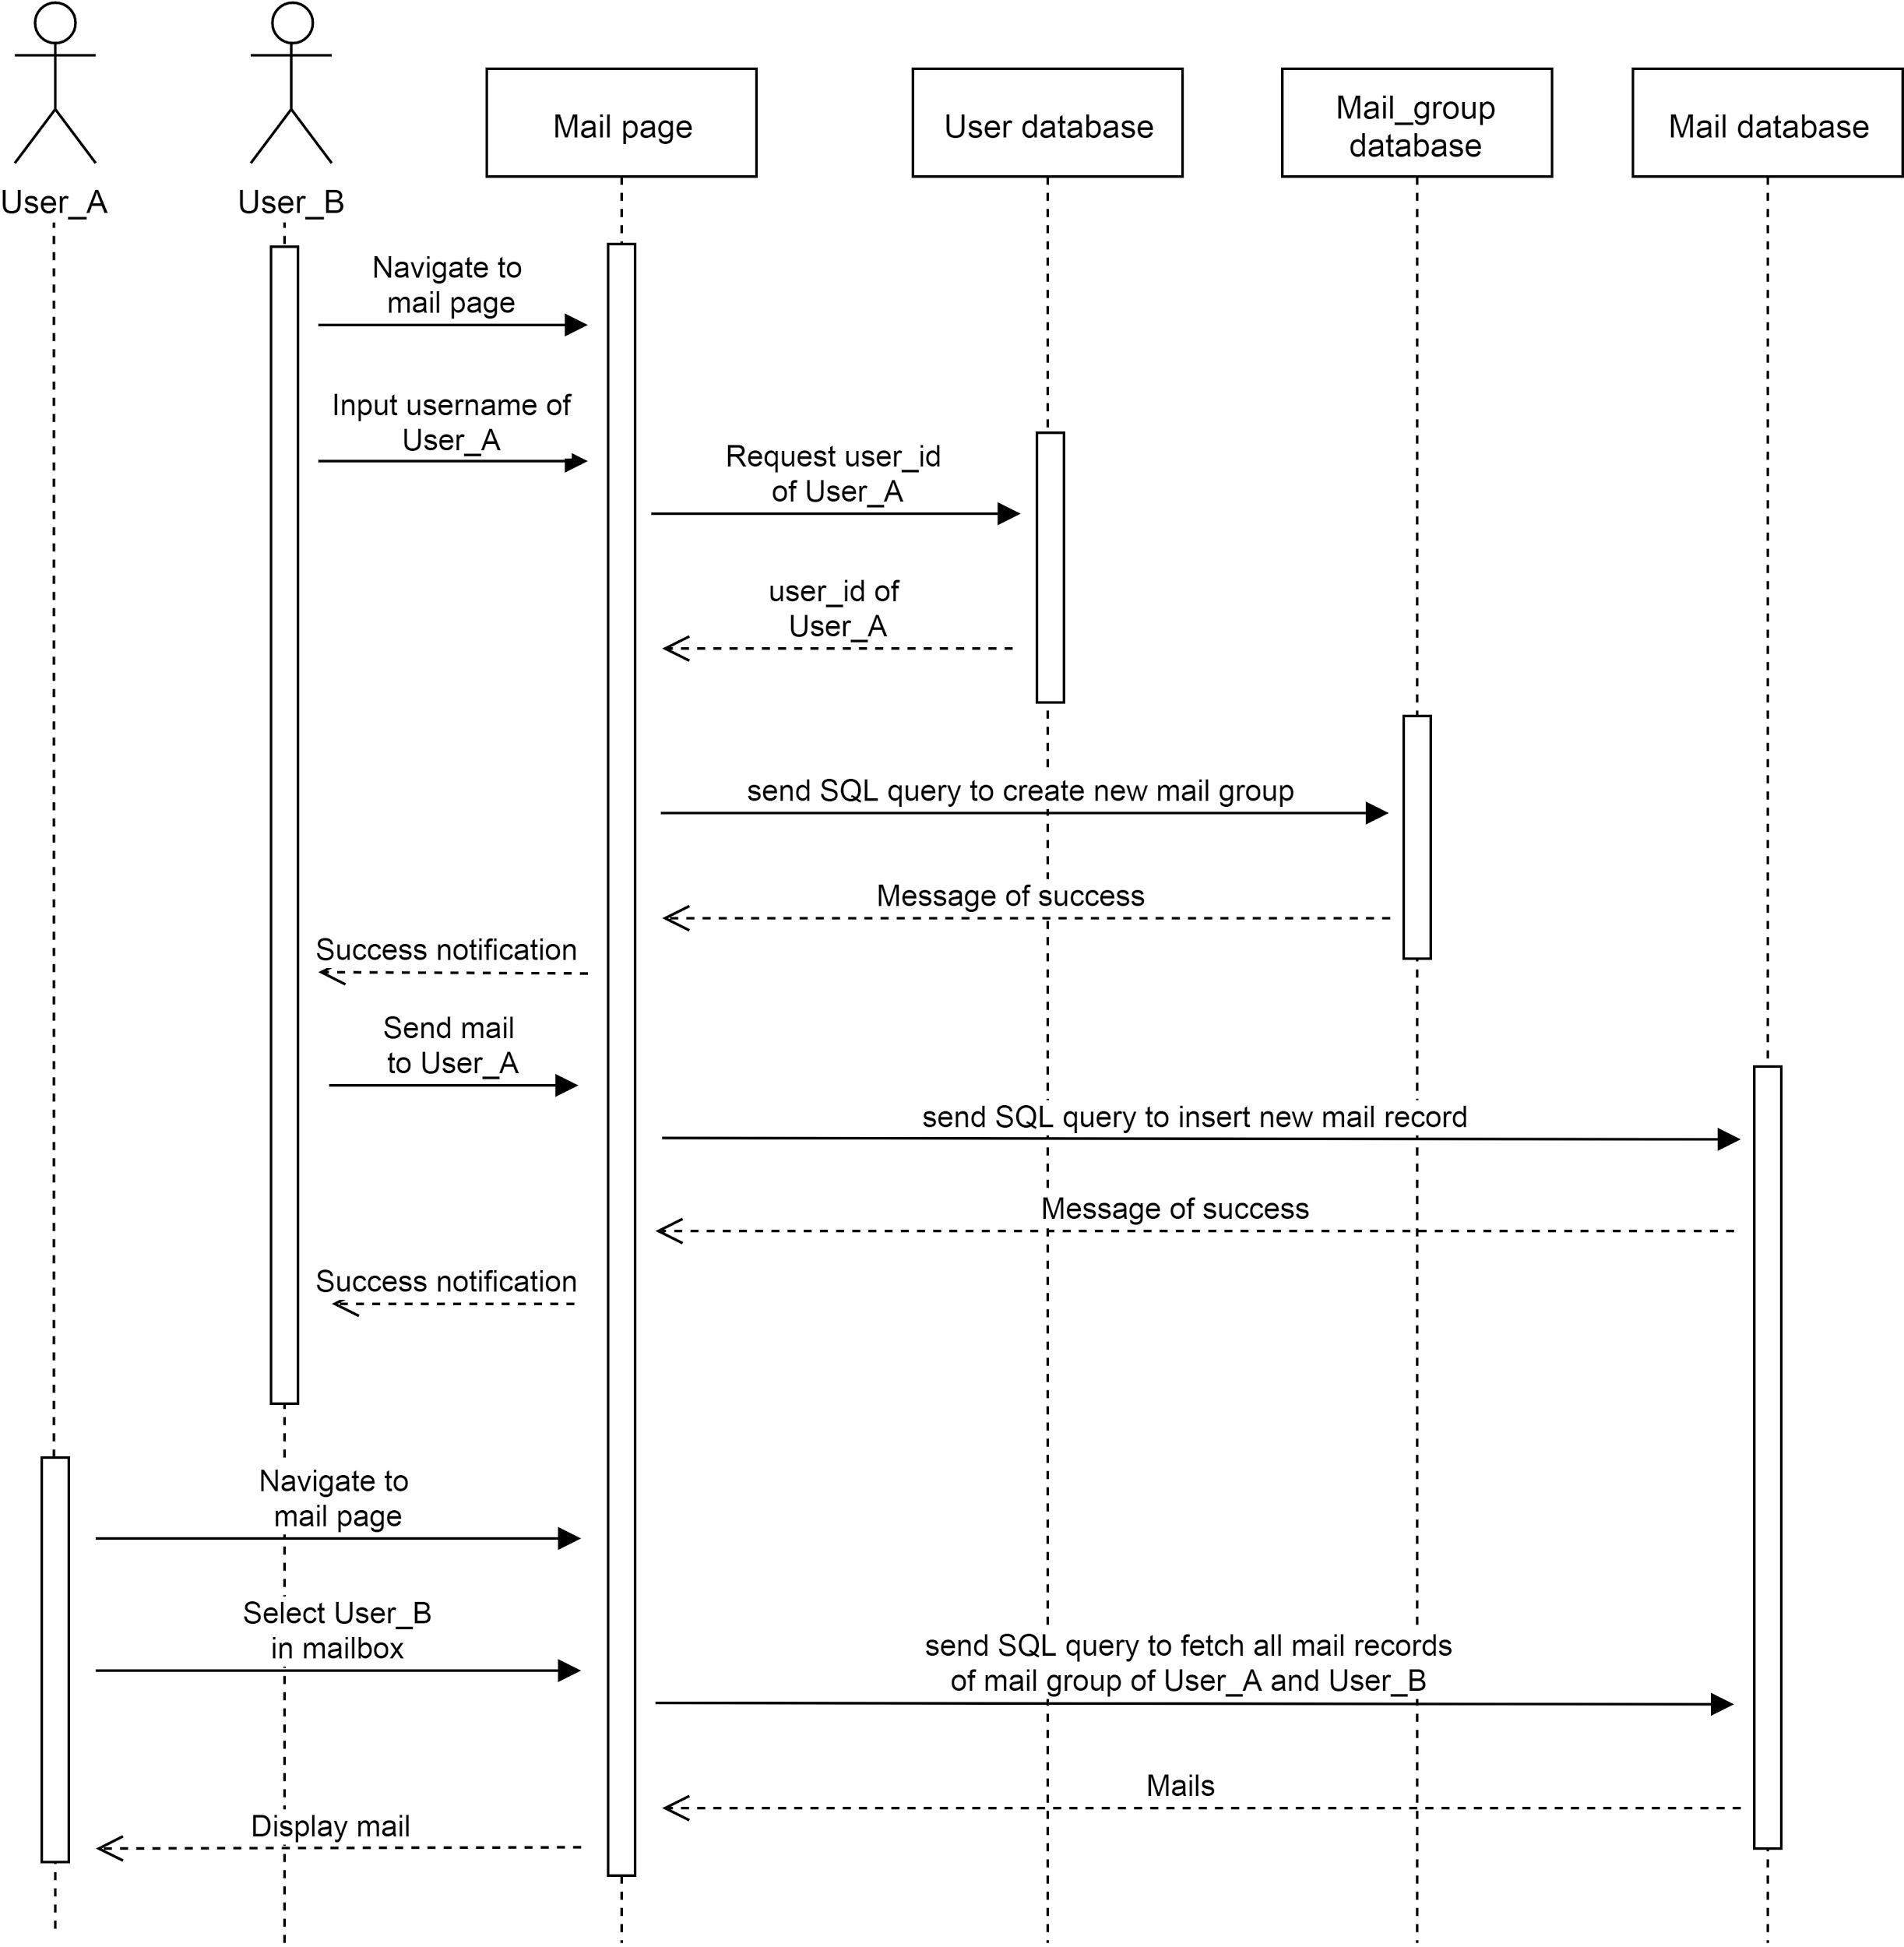 User_A
User_B
Mail page
User database
Mail_group
database
Mail database
Navigate to
mail page
Input username of
User_A
Request user_id
of User_A
user_id of
User_A
send SQL query to create new mail group
Message of success
Success notification
Send mail
to User_A
send SQL query to insert new mail record
Message of success
Success notification
Navigate to
mail page
Select User_B
in mailbox
send SQL query to fetch all mail records
of mail group of User_A and User_B
Mails
Display mail